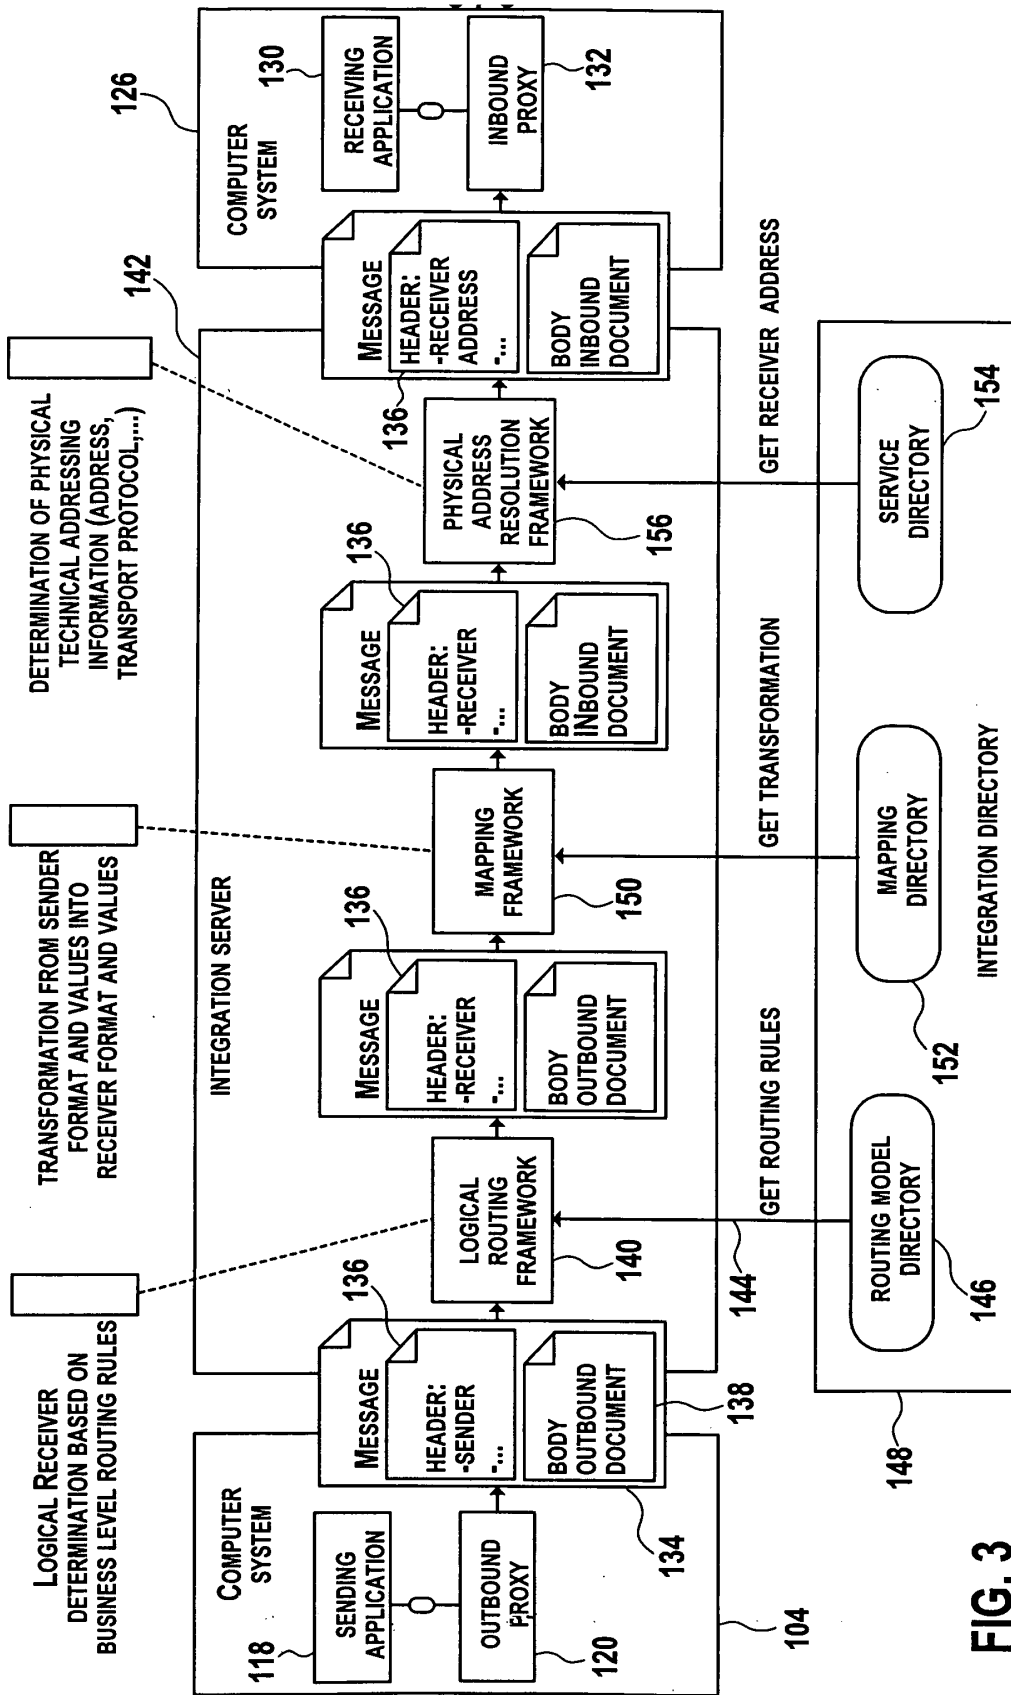 LOGICAL RECEIVER
DETERMINATION BASED ON
BUSINESS LEVEL ROUTING RULES
TRANSFORMATION FROM SENDER
FORMAT AND VALUES INTO
RECEIVER FORMAT AND VALUES
DETERMINATION OF PHYSICAL
TECHNICAL ADDRESSING
INFORMATION (ADDRESS,
TRANSPORT PROTOCOL,...)
COMPUTER
SYSTEM
118
SENDING
APPLICATION
OUTBOUND
PROXY
120
104
INTEGRATION SERVER
142
MESSAGE
136
HEADER:
-SENDER
-...
BODY
OUTBOUND
DOCUMENT
138
134
LOGICAL
ROUTING
FRAMEWORK
140
MESSAGE
136
HEADER:
-RECEIVER
-...
BODY
OUTBOUND
DOCUMENT
MAPPING
FRAMEWORK
150
MESSAGE
136
HEADER:
-RECEIVER
-...
BODY
INBOUND
DOCUMENT
PHYSICAL
ADDRESS
RESOLUTION
FRAMEWORK
156
MESSAGE
136
HEADER:
-RECEIVER
ADDRESS
-...
BODY
INBOUND
DOCUMENT
126
COMPUTER
SYSTEM
130
RECEIVING
APPLICATION
INBOUND
PROXY
132
144
GET ROUTING RULES
GET TRANSFORMATION
GET RECEIVER ADDRESS
148
ROUTING MODEL
DIRECTORY
146
MAPPING
DIRECTORY
152
SERVICE
DIRECTORY
154
INTEGRATION DIRECTORY
FIG. 3